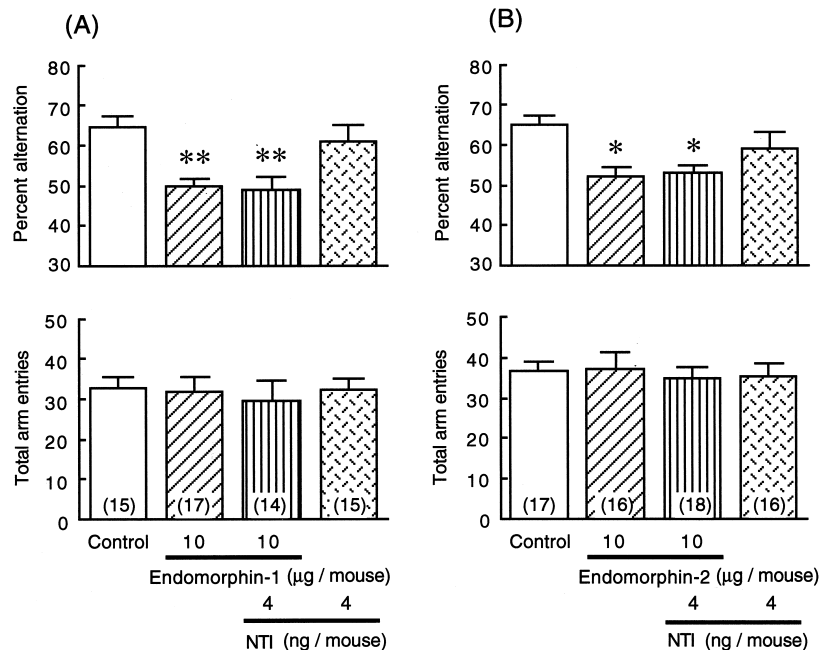 (A)
Percent alternation
80
70
60
50
40
30
** **
Total arm entries
50
40
30
20
10
0
(15) (17) (14) (15)
Control 10 10
Endomorphin-1 (μg / mouse)
4 4
NTI (ng / mouse)
(B)
Percent alternation
80
70
60
50
40
30
* *
Total arm entries
50
40
30
20
10
0
(17) (16) (18) (16)
Control 10 10
Endomorphin-2 (μg / mouse)
4 4
NTI (ng / mouse)